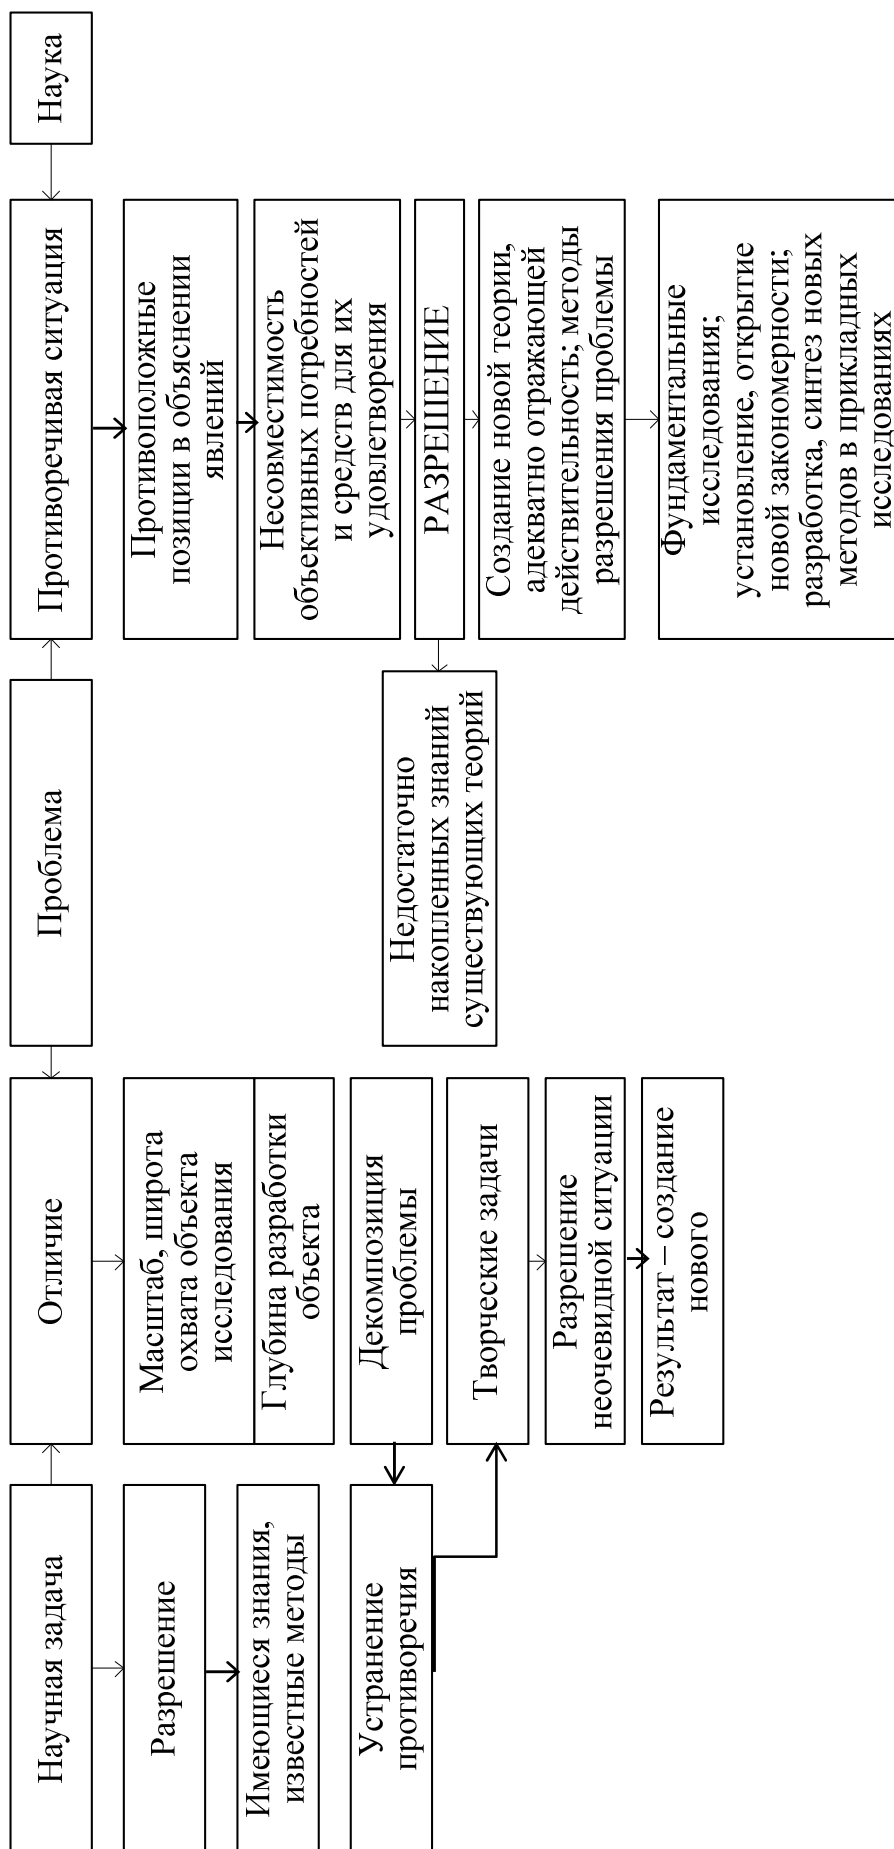 Научная задача
Отличие
Проблема
Противоречивая ситуация
Наука
Разрешение
Имеющиеся знания,
известные методы
Устранение
противоречия
Масштаб, широта
охвата объекта
исследования
Глубина разработки
объекта
Декомпозиция
проблемы
Творческие задачи
Разрешение
неочевидной ситуации
Результат – создание
нового
Недостаточно
накопленных знаний
существующих теорий
Противоположные
позиции в объяснении
явлений
Несовместимость
объективных потребностей
и средств для их
удовлетворения
РАЗРЕШЕНИЕ
Создание новой теории,
адекватно отражающей
действительность; методы
разрешения проблемы
Фундаментальные
исследования;
установление, открытие
новой закономерности;
разработка, синтез новых
методов в прикладных
исследованиях